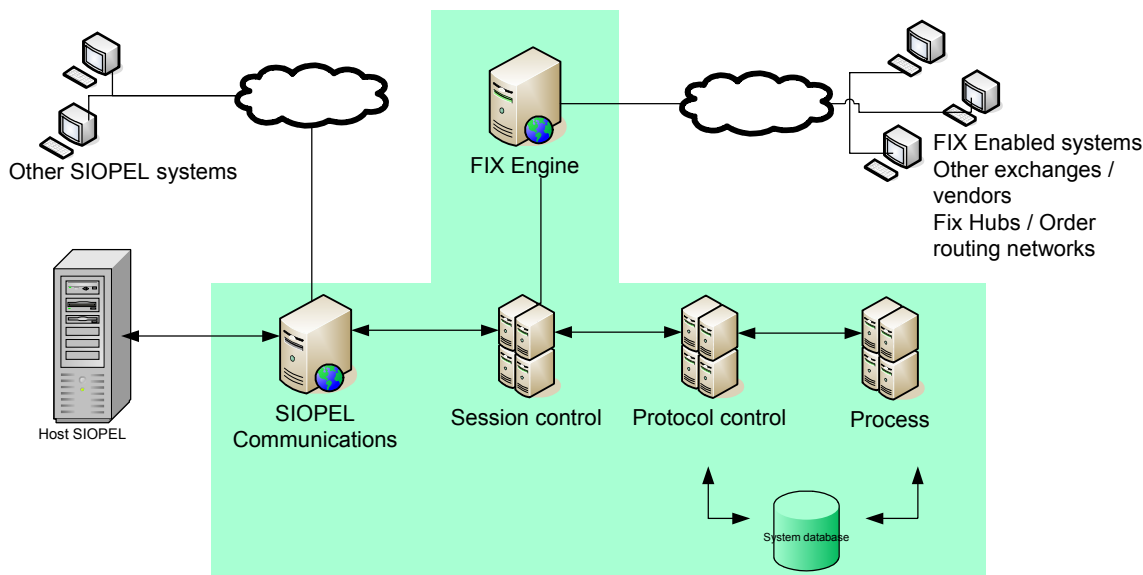 Other SIOPEL systems
FIX Engine
FIX Enabled systems
Other exchanges /
vendors
Fix Hubs / Order
routing networks
Host SIOPEL
SIOPEL
Communications
Session control
Protocol control
Process
System database